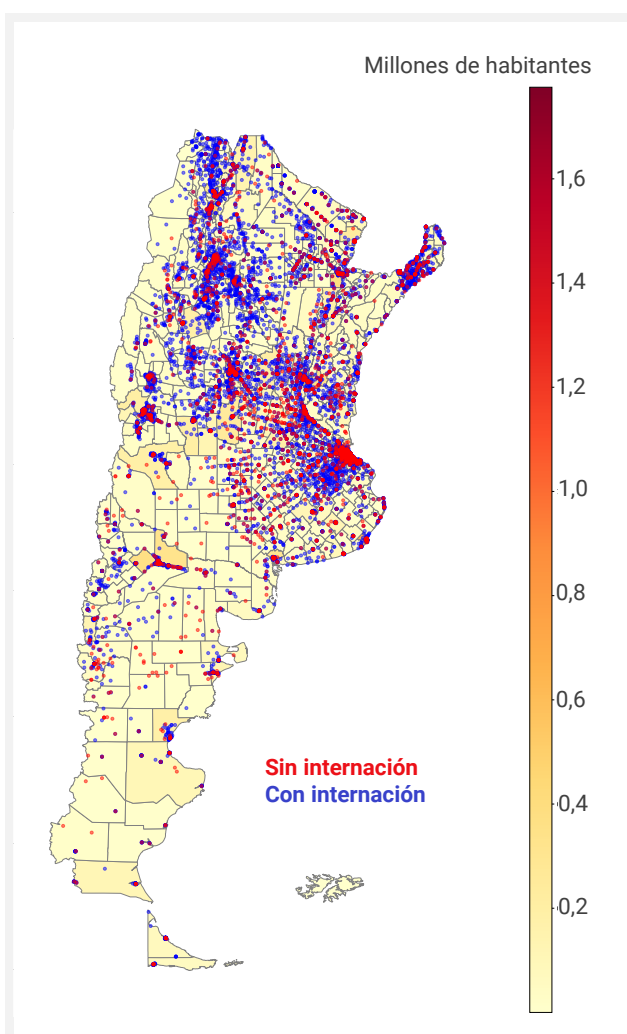 Millones de habitantes
1,6
1,4
1,2
1,0
0,8
0,6
0,4
0,2
Sin internación
Con internación